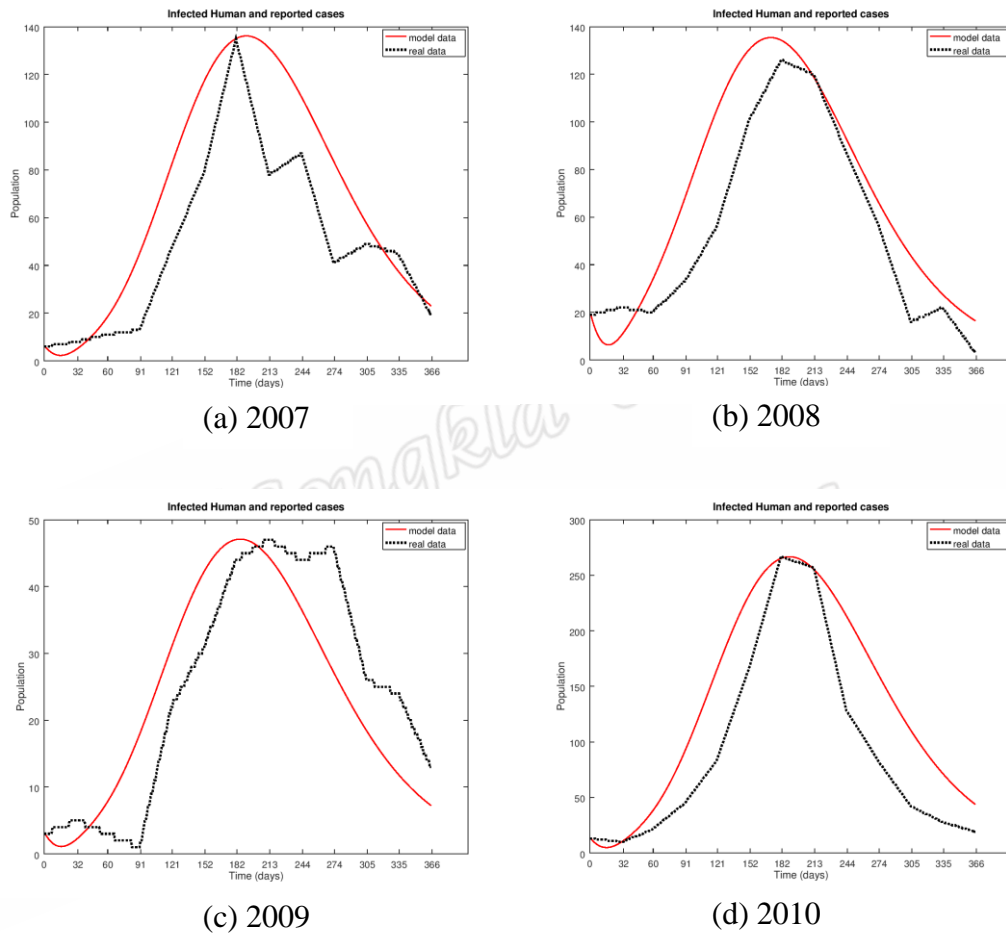 Infected Human and reported cases
model data
real data
140
120
100
80
60
40
20
0
Population
0 32 60 91 121 152 182 213 244 274 305 335 366
Time (days)
(a) 2007
Infected Human and reported cases
model data
real data
140
120
100
80
60
40
20
0
Population
0 32 60 91 121 152 182 213 244 274 305 335 366
Time (days)
(b) 2008
Infected Human and reported cases
model data
real data
50
40
30
20
10
0
Population
0 32 60 91 121 152 182 213 244 274 305 335 366
Time (days)
(c) 2009
Infected Human and reported cases
model data
real data
300
250
200
150
100
50
0
Population
0 32 60 91 121 152 182 213 244 274 305 335 366
Time (days)
(d) 2010